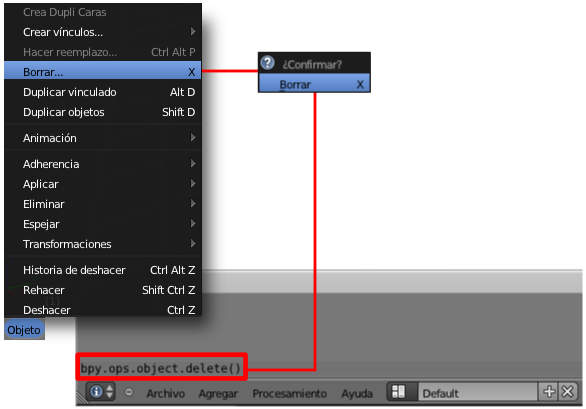 Crea Dupli Caras
Crear vínculos...
Hacer reemplazo... Ctrl Alt P
Borrar... X
Duplicar vinculado Alt D
Duplicar objetos Shift D
Animación
Adherencia
Aplicar
Eliminar
Espejar
Transformaciones
Historia de deshacer Ctrl Alt Z
Rehacer Shift Ctrl Z
Deshacer Ctrl Z
Objeto
¿Confirmar?
Borrar X
bpy.ops.object.delete()
Archivo Agregar Procesamiento Ayuda Default